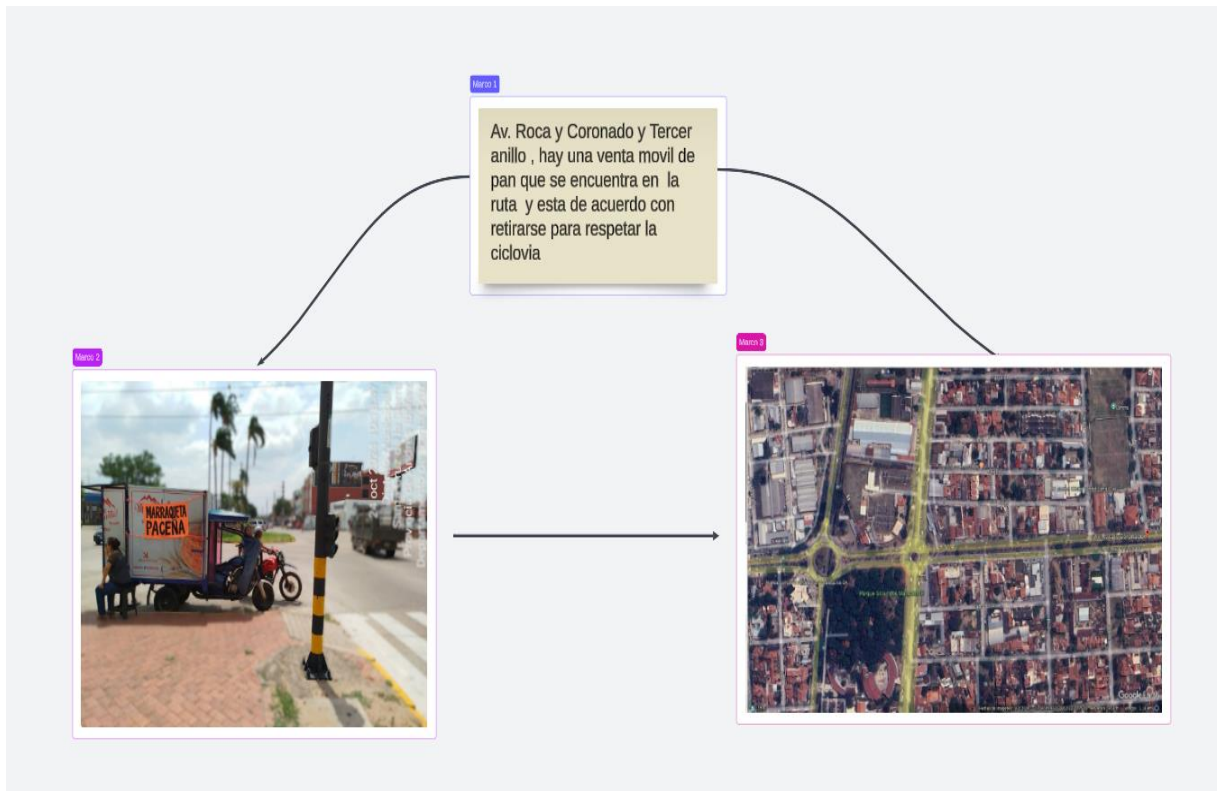 Marco 1
Av. Roca y Coronado y Tercer
anillo , hay una venta movil de
pan que se encuentra en la
ruta y esta de acuerdo con
retirarse para respetar la
ciclovia
Marco 2
Marco 3
MARRAQUETA
PACEÑA
oct
Google